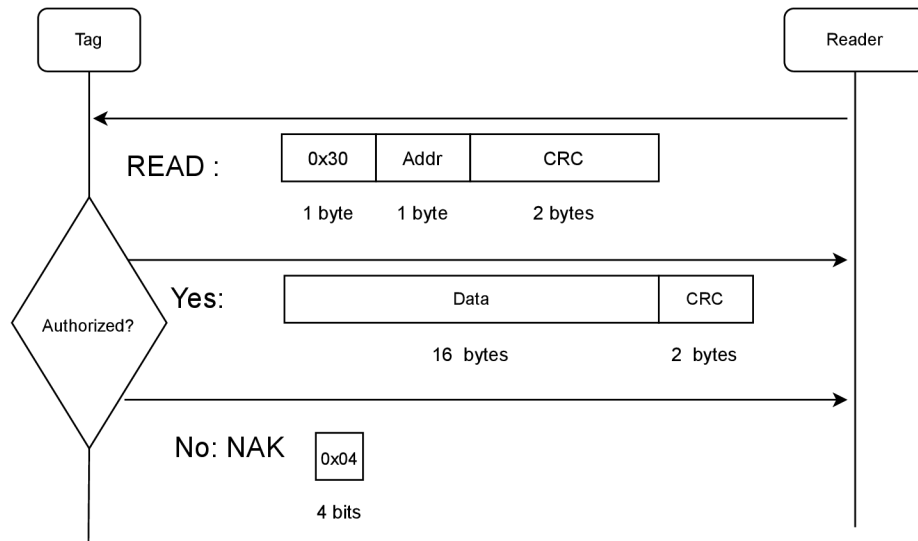 Tag
Reader
READ :
0x30
Addr
CRC
1 byte
1 byte
2 bytes
Authorized?
Yes:
Data
CRC
16 bytes
2 bytes
No: NAK
0x04
4 bits